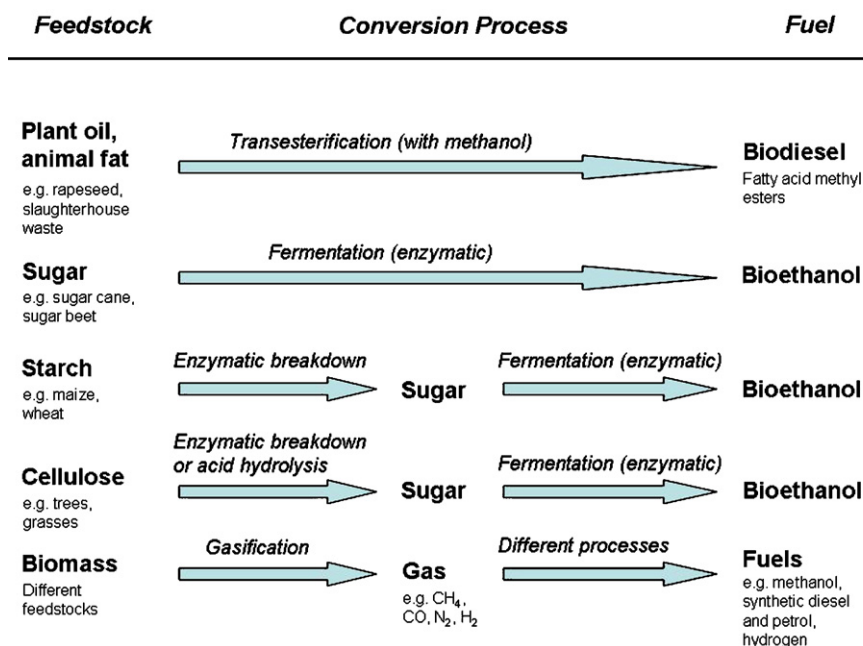 Feedstock Conversion Process Fuel
Plant oil,
animal fat
e.g. rapeseed,
slaughterhouse
waste
Transesterification (with methanol)
Biodiesel
Fatty acid methyl
esters
Sugar
e.g. sugar cane,
sugar beet
Fermentation (enzymatic)
Bioethanol
Starch
e.g. maize,
wheat
Enzymatic breakdown
Sugar
Fermentation (enzymatic)
Bioethanol
Cellulose
e.g. trees,
grasses
Enzymatic breakdown
or acid hydrolysis
Sugar
Fermentation (enzymatic)
Bioethanol
Biomass
Different
feedstocks
Gasification
Gas
e.g. CH₄,
CO, N₂, H₂
Different processes
Fuels
e.g. methanol,
synthetic diesel
and petrol,
hydrogen